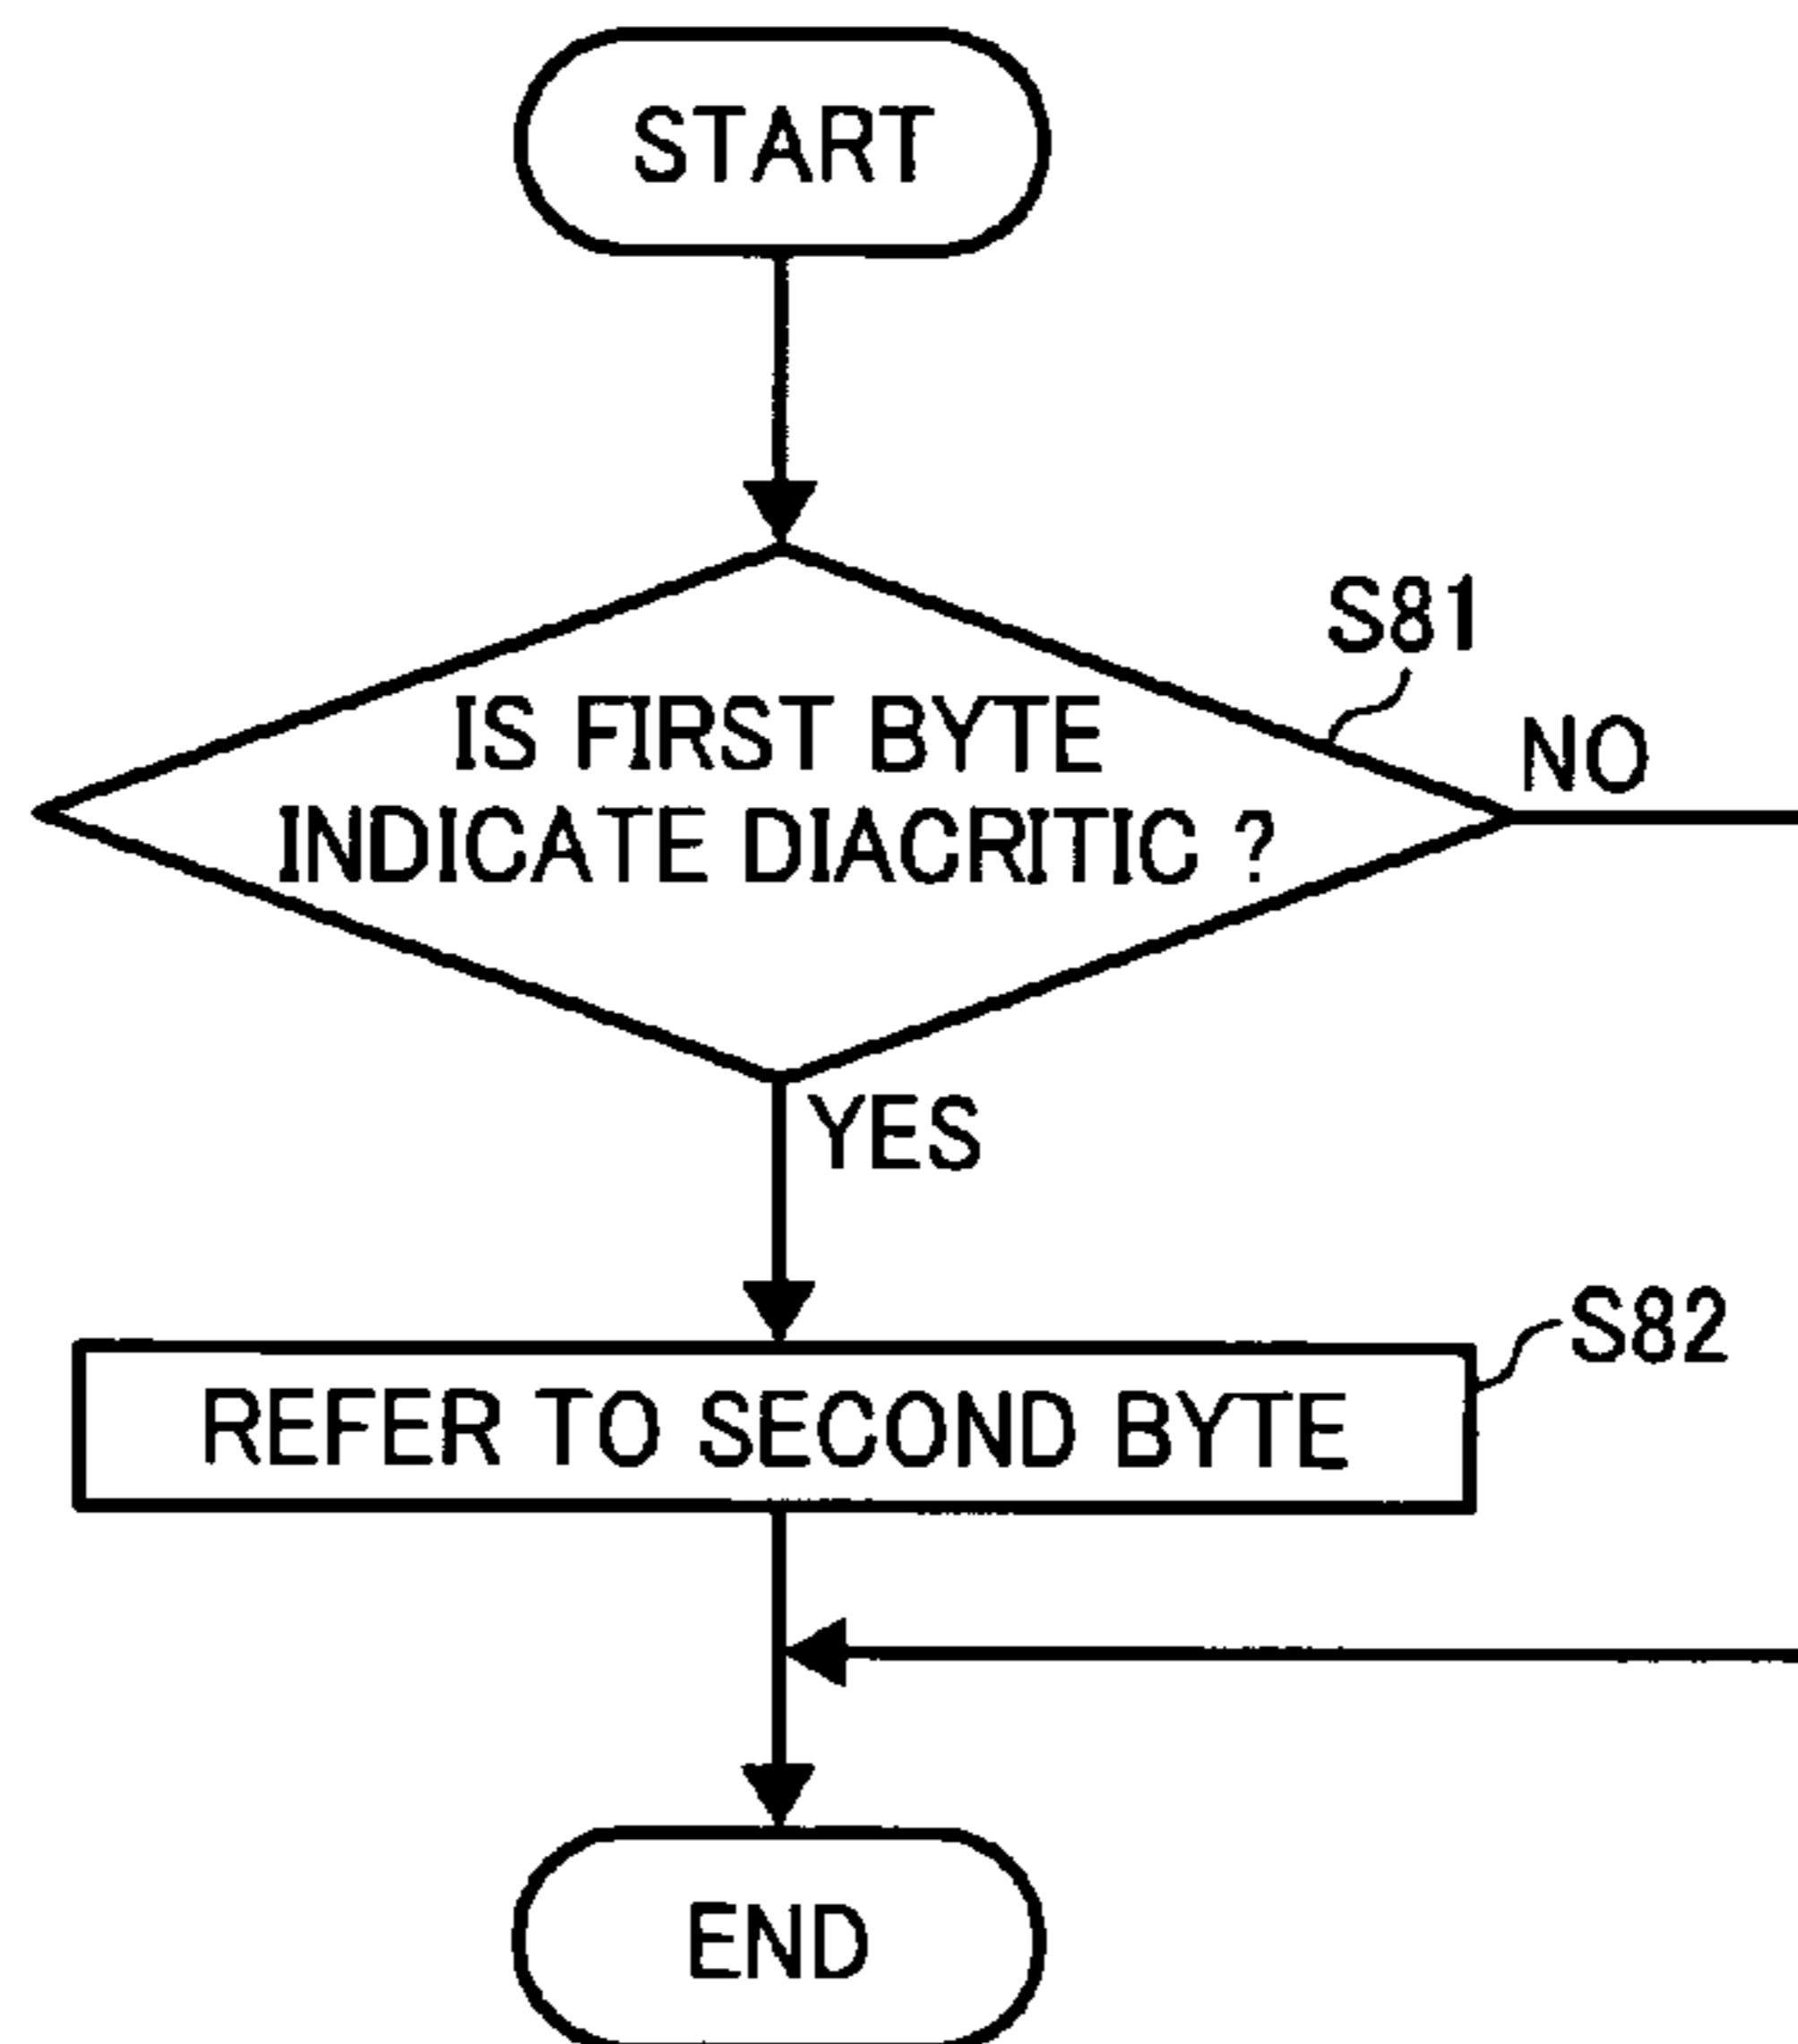 START
S81
IS FIRST BYTE
INDICATE DIACRITIC ?
NO
YES
S82
REFER TO SECOND BYTE
END